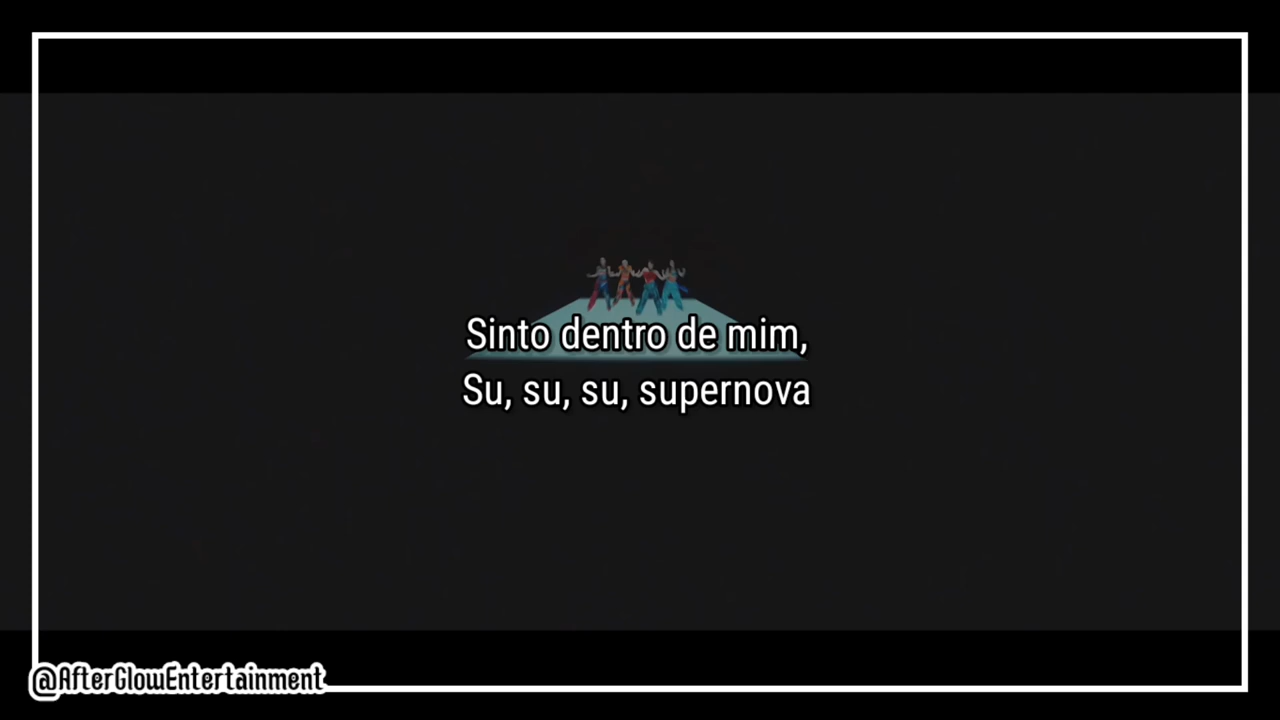 Sinto dentro de mim,
Su, su, su, supernova
@AfterGlowEntertainment